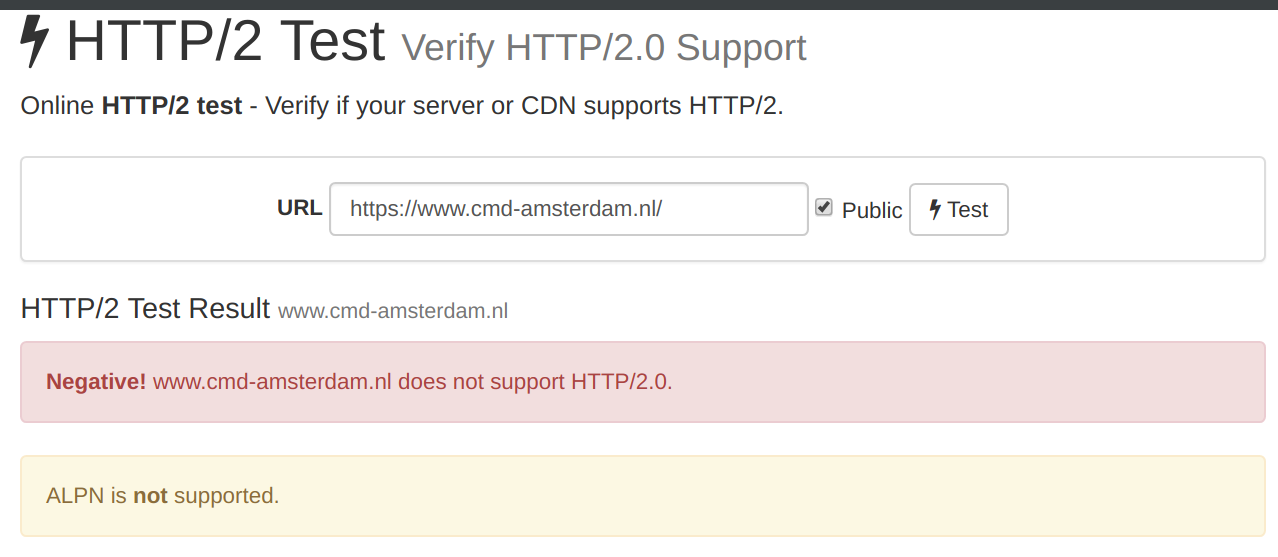 HTTP/2 Test Verify HTTP/2.0 Support
Online HTTP/2 test - Verify if your server or CDN supports HTTP/2.
URL https://www.cmd-amsterdam.nl/ Public Test
HTTP/2 Test Result www.cmd-amsterdam.nl
Negative! www.cmd-amsterdam.nl does not support HTTP/2.0.
ALPN is not supported.